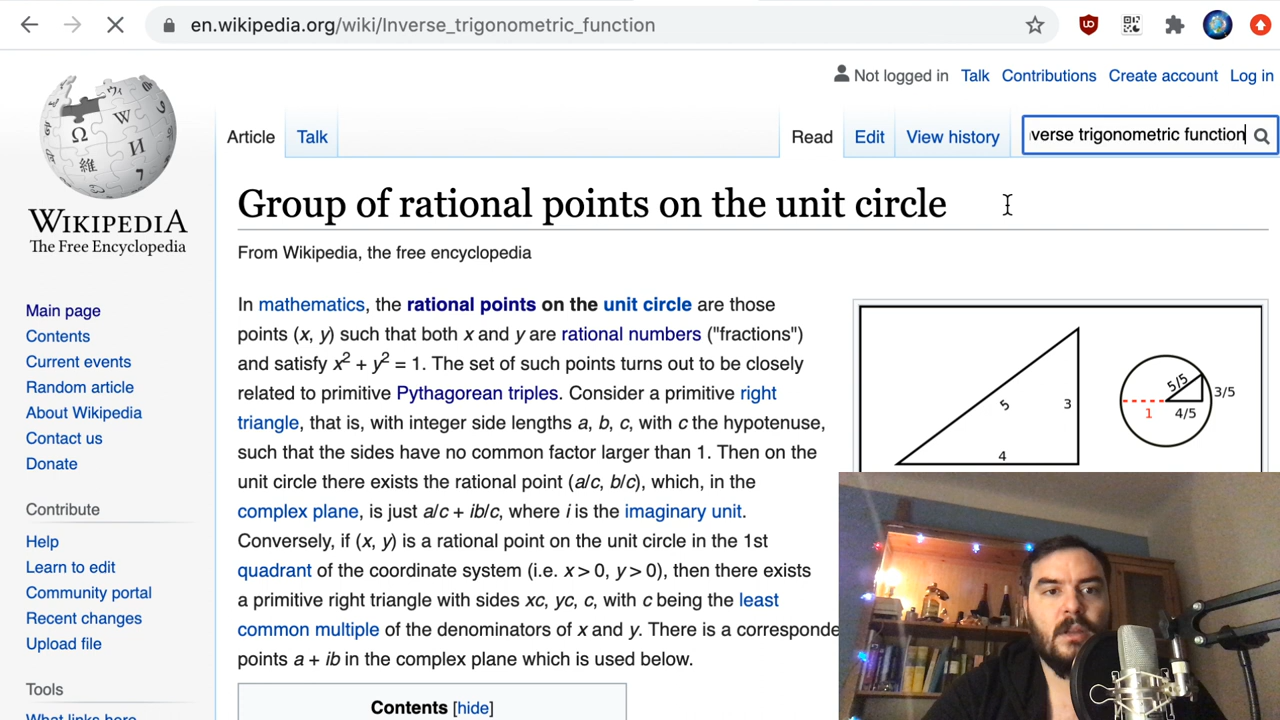 en.wikipedia.org/wiki/Inverse_trigonometric_function
Not logged in Talk Contributions Create account Log in
Article Talk Read Edit View history verse trigonometric function
WIKIPEDIA
The Free Encyclopedia
Group of rational points on the unit circle
From Wikipedia, the free encyclopedia
In mathematics, the rational points on the unit circle are those
points (x, y) such that both x and y are rational numbers ("fractions")
and satisfy x² + y² = 1. The set of such points turns out to be closely
related to primitive Pythagorean triples. Consider a primitive right
triangle, that is, with integer side lengths a, b, c, with c the hypotenuse,
such that the sides have no common factor larger than 1. Then on the
unit circle there exists the rational point (a/c, b/c), which, in the
complex plane, is just a/c + ib/c, where i is the imaginary unit.
Conversely, if (x, y) is a rational point on the unit circle in the 1st
quadrant of the coordinate system (i.e. x > 0, y > 0), then there exists
a primitive right triangle with sides xc, yc, c, with c being the least
common multiple of the denominators of x and y. There is a corresponde
points a + ib in the complex plane which is used below.
Contents [hide]
5
3
4
5/5
3/5
1
4/5
Main page
Contents
Current events
Random article
About Wikipedia
Contact us
Donate
Contribute
Help
Learn to edit
Community portal
Recent changes
Upload file
Tools
What links here